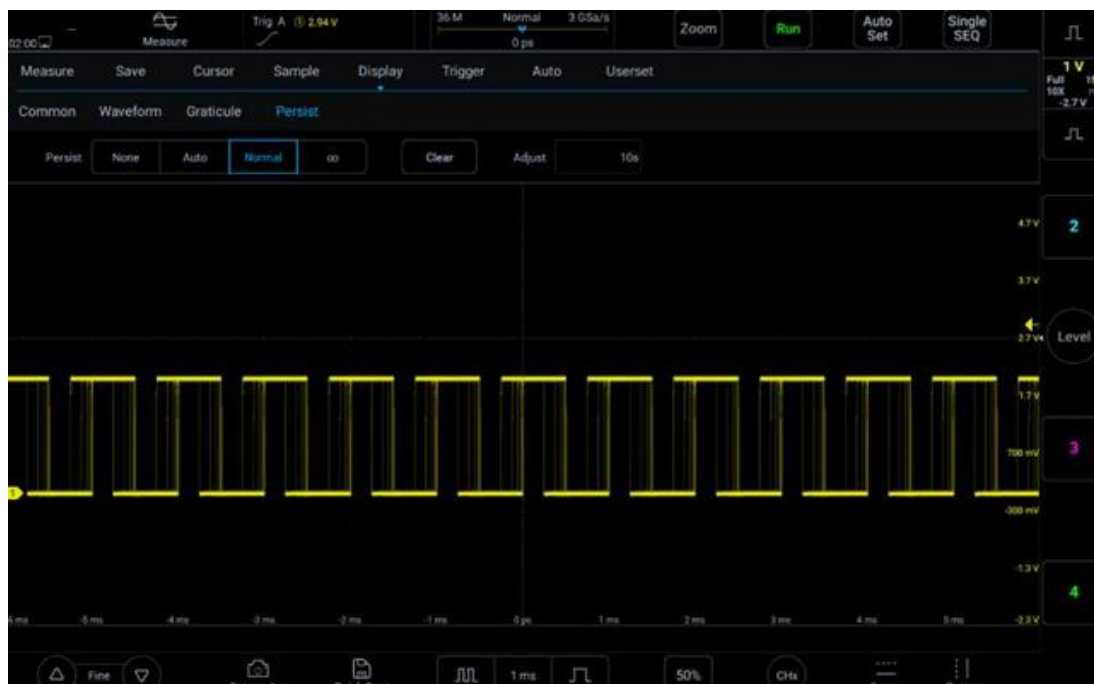 Trig A ① 2.94 V
36 M Normal 3 GSa/s
Zoom
Run
Auto
Set
Single
SEQ
02:00
Measure
0 ps
Measure Save Cursor Sample Display Trigger Auto Userset
1 V
Full
10X
-2.7 V
Common Waveform Graticule Persist
Persist None Auto Normal ∞ Clear Adjust 10s
4.7 V
2
3.7 V
2.7 V
Level
1.7 V
700 mV
3
1
-300 mV
-1.3 V
4
-5 ms -4 ms -3 ms -2 ms -1 ms 0 ps 1 ms 2 ms 3 ms 4 ms 5 ms -2.3 V
Fine
1 ms
50%
CHx